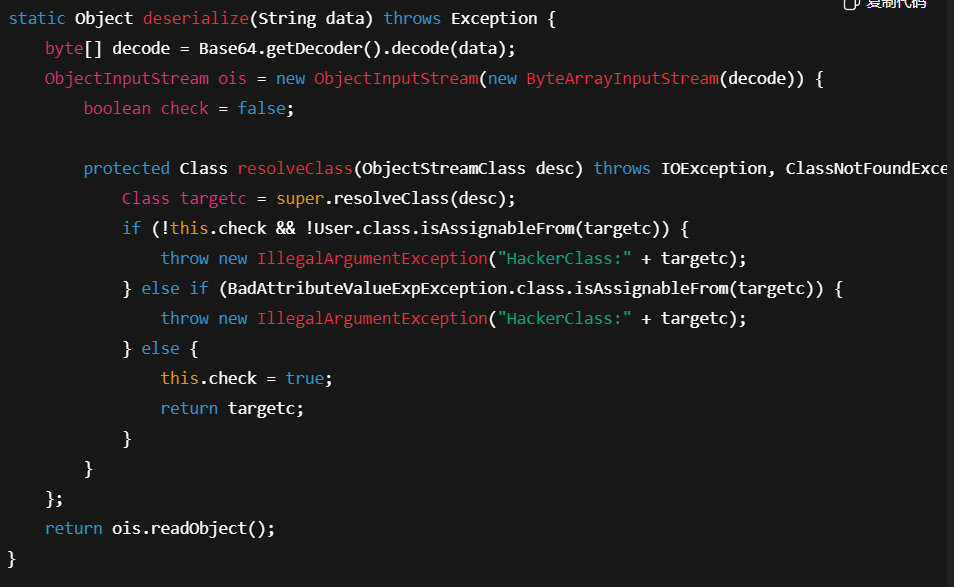 复制代码
static Object deserialize(String data) throws Exception {
    byte[] decode = Base64.getDecoder().decode(data);
    ObjectInputStream ois = new ObjectInputStream(new ByteArrayInputStream(decode)) {
        boolean check = false;
        protected Class resolveClass(ObjectStreamClass desc) throws IOException, ClassNotFoundExce
            Class targetc = super.resolveClass(desc);
            if (!this.check && !User.class.isAssignableFrom(targetc)) {
                throw new IllegalArgumentException("HackerClass:" + targetc);
            } else if (BadAttributeValueExpException.class.isAssignableFrom(targetc)) {
                throw new IllegalArgumentException("HackerClass:" + targetc);
            } else {
                this.check = true;
                return targetc;
            }
        }
    };
    return ois.readObject();
}